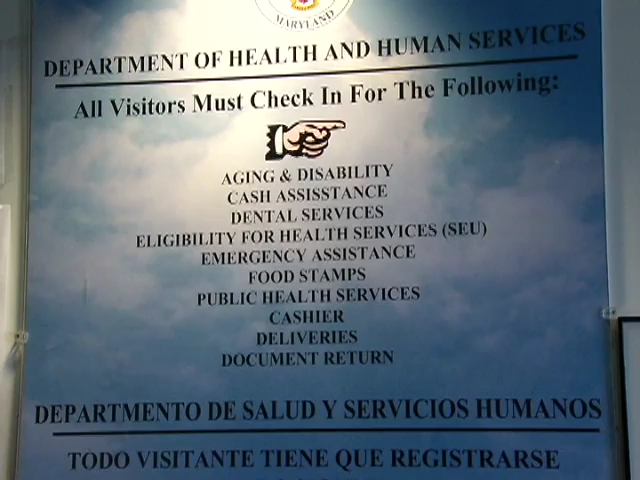 MARYLAND
DEPARTMENT OF HEALTH AND HUMAN SERVICES
All Visitors Must Check In For The Following:
AGING & DISABILITY
CASH ASSISSTANCE
DENTAL SERVICES
ELIGIBILITY FOR HEALTH SERVICES (SEU)
EMERGENCY ASSISTANCE
FOOD STAMPS
PUBLIC HEALTH SERVICES
CASHIER
DELIVERIES
DOCUMENT RETURN
DEPARTMENTO DE SALUD Y SERVICIOS HUMANOS
TODO VISITANTE TIENE QUE REGISTRARSE